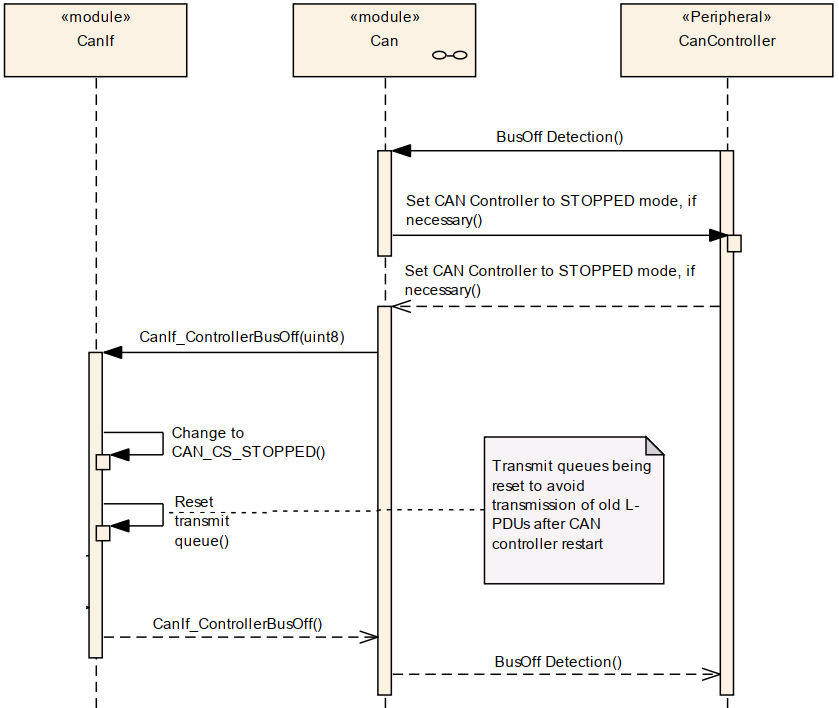 «module»
CanIf
«module»
Can
«Peripheral»
CanController
BusOff Detection()
Set CAN Controller to STOPPED mode, if
necessary()
Set CAN Controller to STOPPED mode, if
necessary()
CanIf_ControllerBusOff(uint8)
Change to
CAN_CS_STOPPED()
Transmit queues being
reset to avoid
transmission of old L-
PDUs after CAN
controller restart
Reset
transmit
queue()
CanIf_ControllerBusOff()
BusOff Detection()